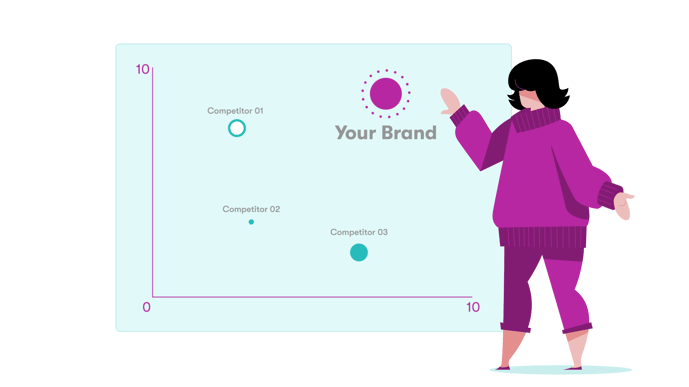 10
Competitor 01
Your Brand
Competitor 02
Competitor 03
0
10